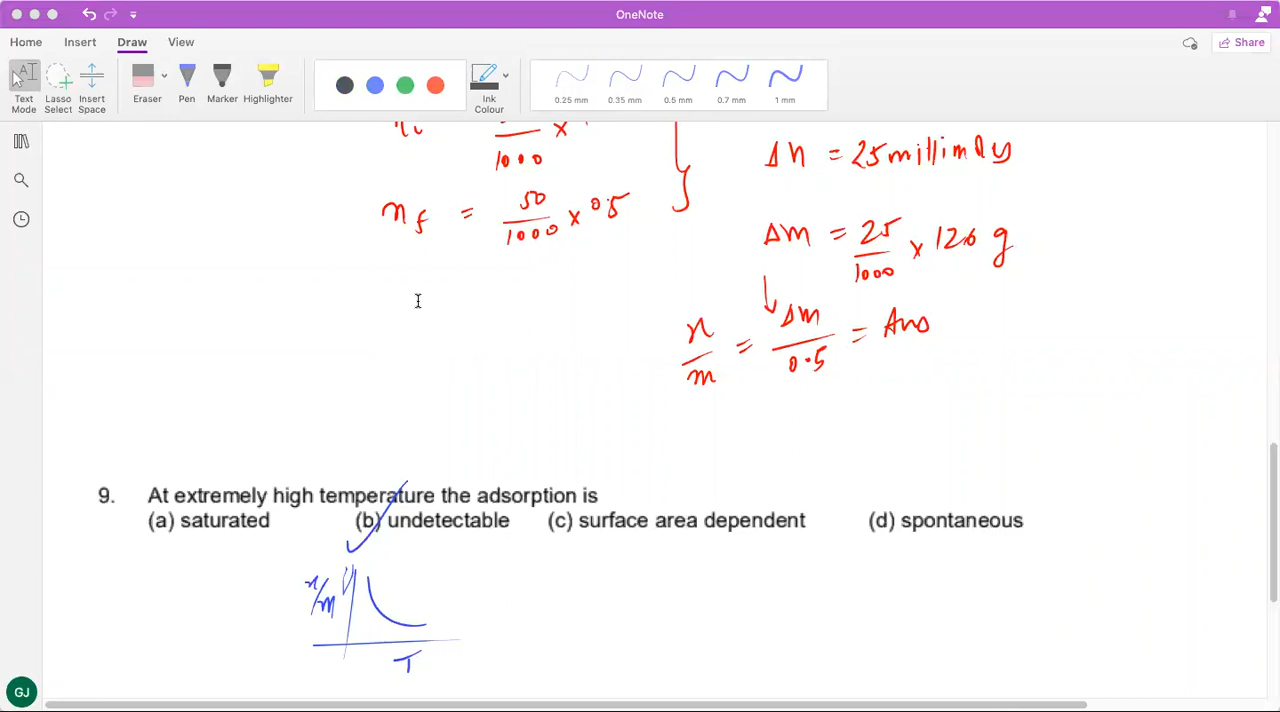 OneNote
Home Insert Draw View
Share
Text Mode
Lasso Select
Insert Space
Eraser
Pen
Marker
Highlighter
Ink Colour
0.25 mm
0.35 mm
0.5 mm
0.7 mm
1 mm
1000 ×
Δn = 25 millimoly
n_f = 50/1000 × 0.5
Δm = 25/1000 × 126 g
x/m = Δm/0.5 = Ans
9. At extremely high temperature the adsorption is
(a) saturated (b) undetectable (c) surface area dependent (d) spontaneous
x/m
T
GJ